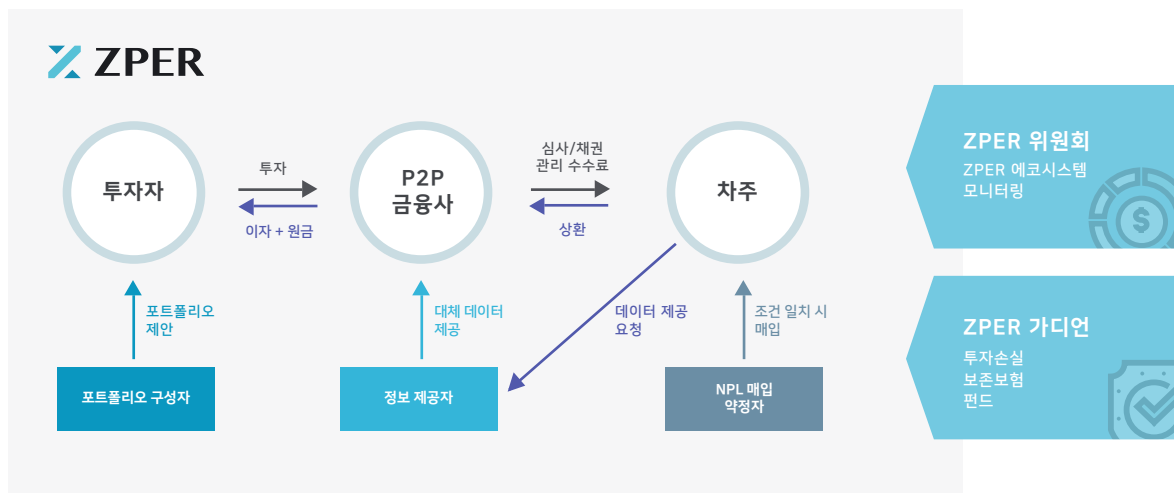 ZPER
투자자
투자
이자 + 원금
P2P
금융사
심사/채권
관리 수수료
상환
차주
포트폴리오
제안
대체 데이터
제공
데이터 제공
요청
조건 일치 시
매입
포트폴리오 구성자
정보 제공자
NPL 매입
약정자
ZPER 위원회
ZPER 에코시스템
모니터링
ZPER 가디언
투자손실
보존보험
펀드